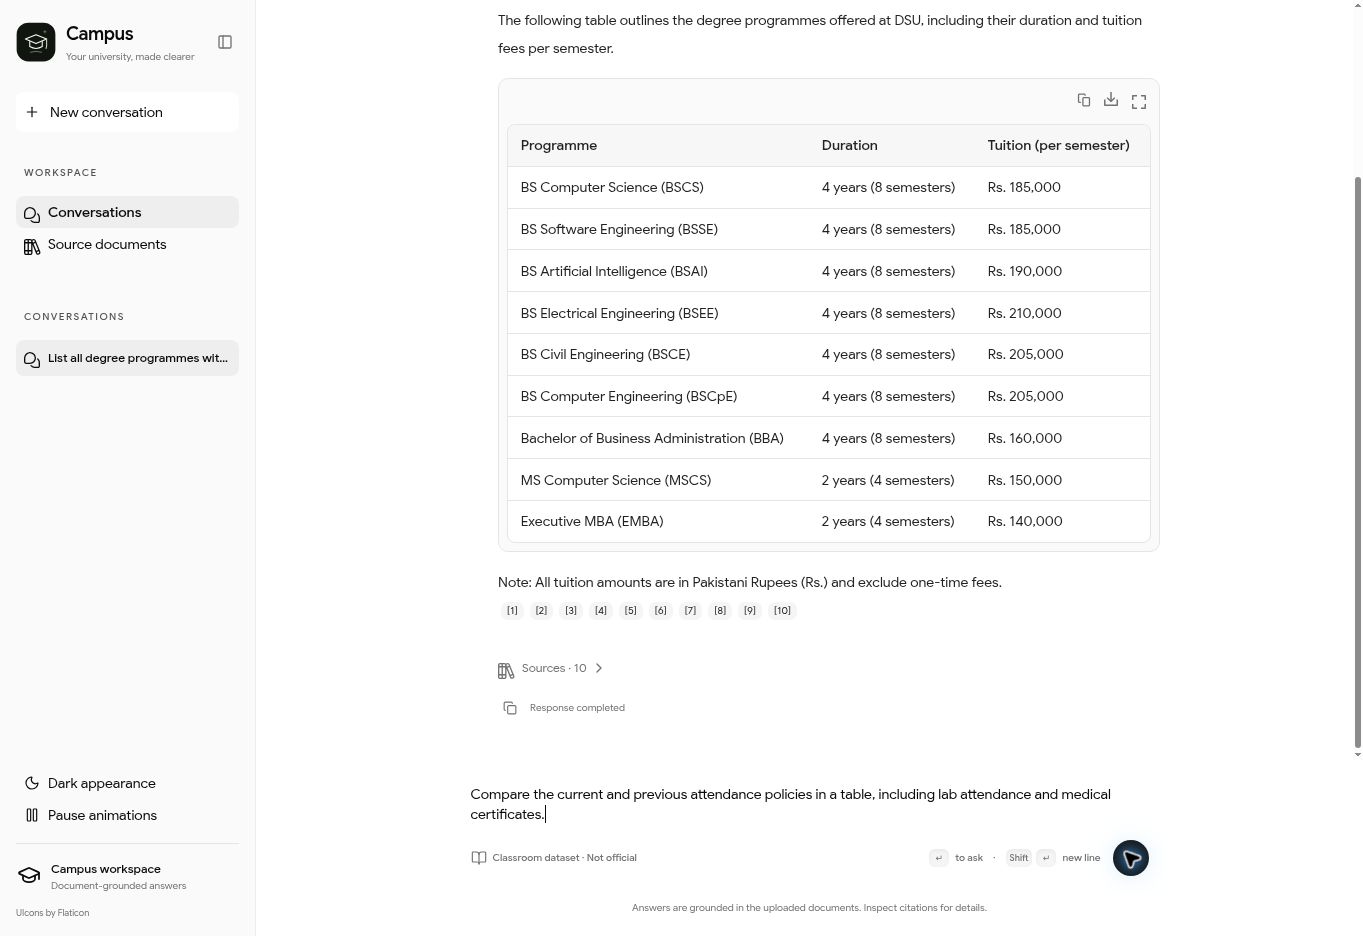 Campus
Your university, made clearer
New conversation
WORKSPACE
Conversations
Source documents
CONVERSATIONS
List all degree programmes wit...
Dark appearance
Pause animations
Campus workspace
Document-grounded answers
UIcons by Flaticon
The following table outlines the degree programmes offered at DSU, including their duration and tuition
fees per semester.
Programme Duration Tuition (per semester)
BS Computer Science (BSCS) 4 years (8 semesters) Rs. 185,000
BS Software Engineering (BSSE) 4 years (8 semesters) Rs. 185,000
BS Artificial Intelligence (BSAI) 4 years (8 semesters) Rs. 190,000
BS Electrical Engineering (BSEE) 4 years (8 semesters) Rs. 210,000
BS Civil Engineering (BSCE) 4 years (8 semesters) Rs. 205,000
BS Computer Engineering (BSCpE) 4 years (8 semesters) Rs. 205,000
Bachelor of Business Administration (BBA) 4 years (8 semesters) Rs. 160,000
MS Computer Science (MSCS) 2 years (4 semesters) Rs. 150,000
Executive MBA (EMBA) 2 years (4 semesters) Rs. 140,000
Note: All tuition amounts are in Pakistani Rupees (Rs.) and exclude one-time fees.
[1] [2] [3] [4] [5] [6] [7] [8] [9] [10]
Sources · 10
Response completed
Compare the current and previous attendance policies in a table, including lab attendance and medical
certificates.
Classroom dataset · Not official
↵ to ask · Shift ↵ new line
Answers are grounded in the uploaded documents. Inspect citations for details.